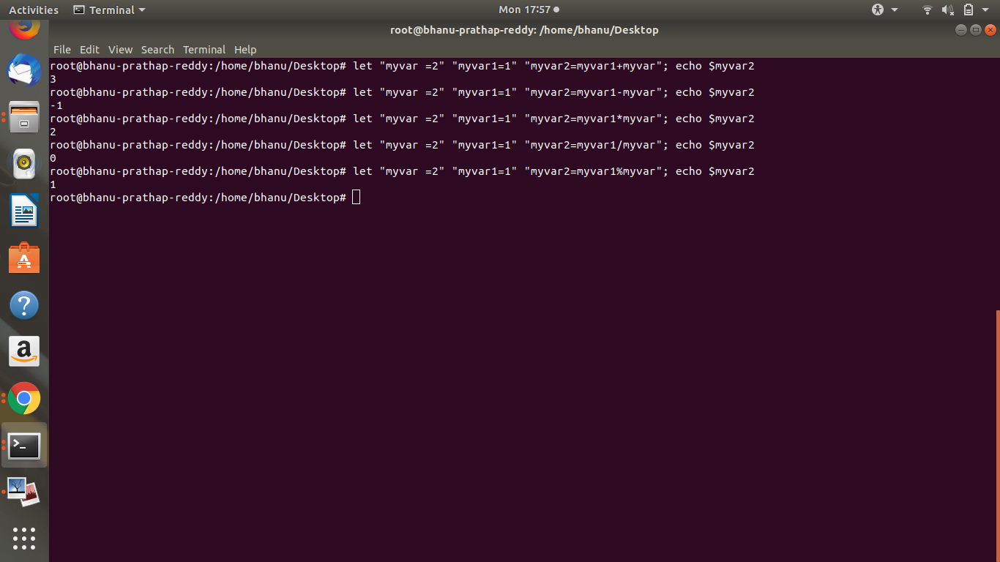 Activities Terminal Mon 17:57
root@bhanu-prathap-reddy: /home/bhanu/Desktop
File Edit View Search Terminal Help
root@bhanu-prathap-reddy:/home/bhanu/Desktop# let "myvar =2" "myvar1=1" "myvar2=myvar1+myvar"; echo $myvar2
3
root@bhanu-prathap-reddy:/home/bhanu/Desktop# let "myvar =2" "myvar1=1" "myvar2=myvar1-myvar"; echo $myvar2
-1
root@bhanu-prathap-reddy:/home/bhanu/Desktop# let "myvar =2" "myvar1=1" "myvar2=myvar1*myvar"; echo $myvar2
2
root@bhanu-prathap-reddy:/home/bhanu/Desktop# let "myvar =2" "myvar1=1" "myvar2=myvar1/myvar"; echo $myvar2
0
root@bhanu-prathap-reddy:/home/bhanu/Desktop# let "myvar =2" "myvar1=1" "myvar2=myvar1%myvar"; echo $myvar2
1
root@bhanu-prathap-reddy:/home/bhanu/Desktop#